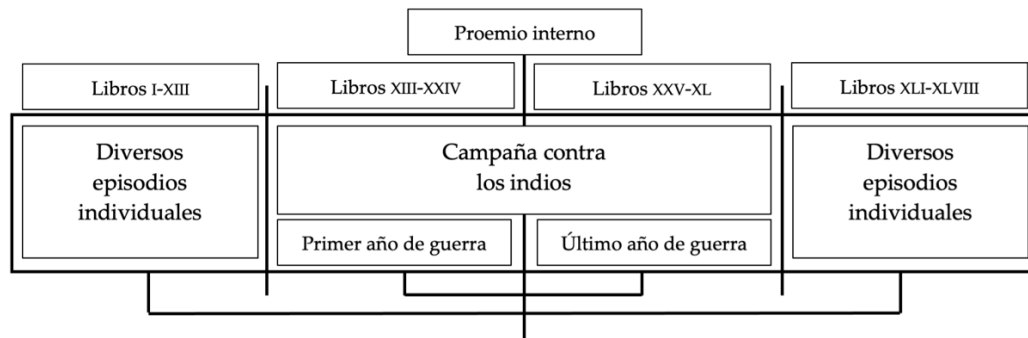 Proemio interno
Libros I-XIII
Libros XIII-XXIV
Libros XXV-XL
Libros XLI-XLVIII
Diversos
episodios
individuales
Campaña contra
los indios
Diversos
episodios
individuales
Primer año de guerra
Último año de guerra